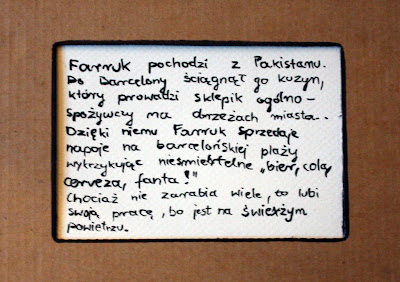 Farruk pochodzi z Pakistanu.
Do Barcelony ściągnął go kuzyn,
który prowadzi sklepik ogólno-
spożywczy na obrzeżach miasta..
Dzięki niemu Farruk sprzedaje
napoje na barcelońskiej plaży
wykrzykując nieśmiertelne „bier, cola,
cerveza, fanta!"
Chociaż nie zarabia wiele, to lubi
swoją pracę, bo jest na świeżym
powietrzu.